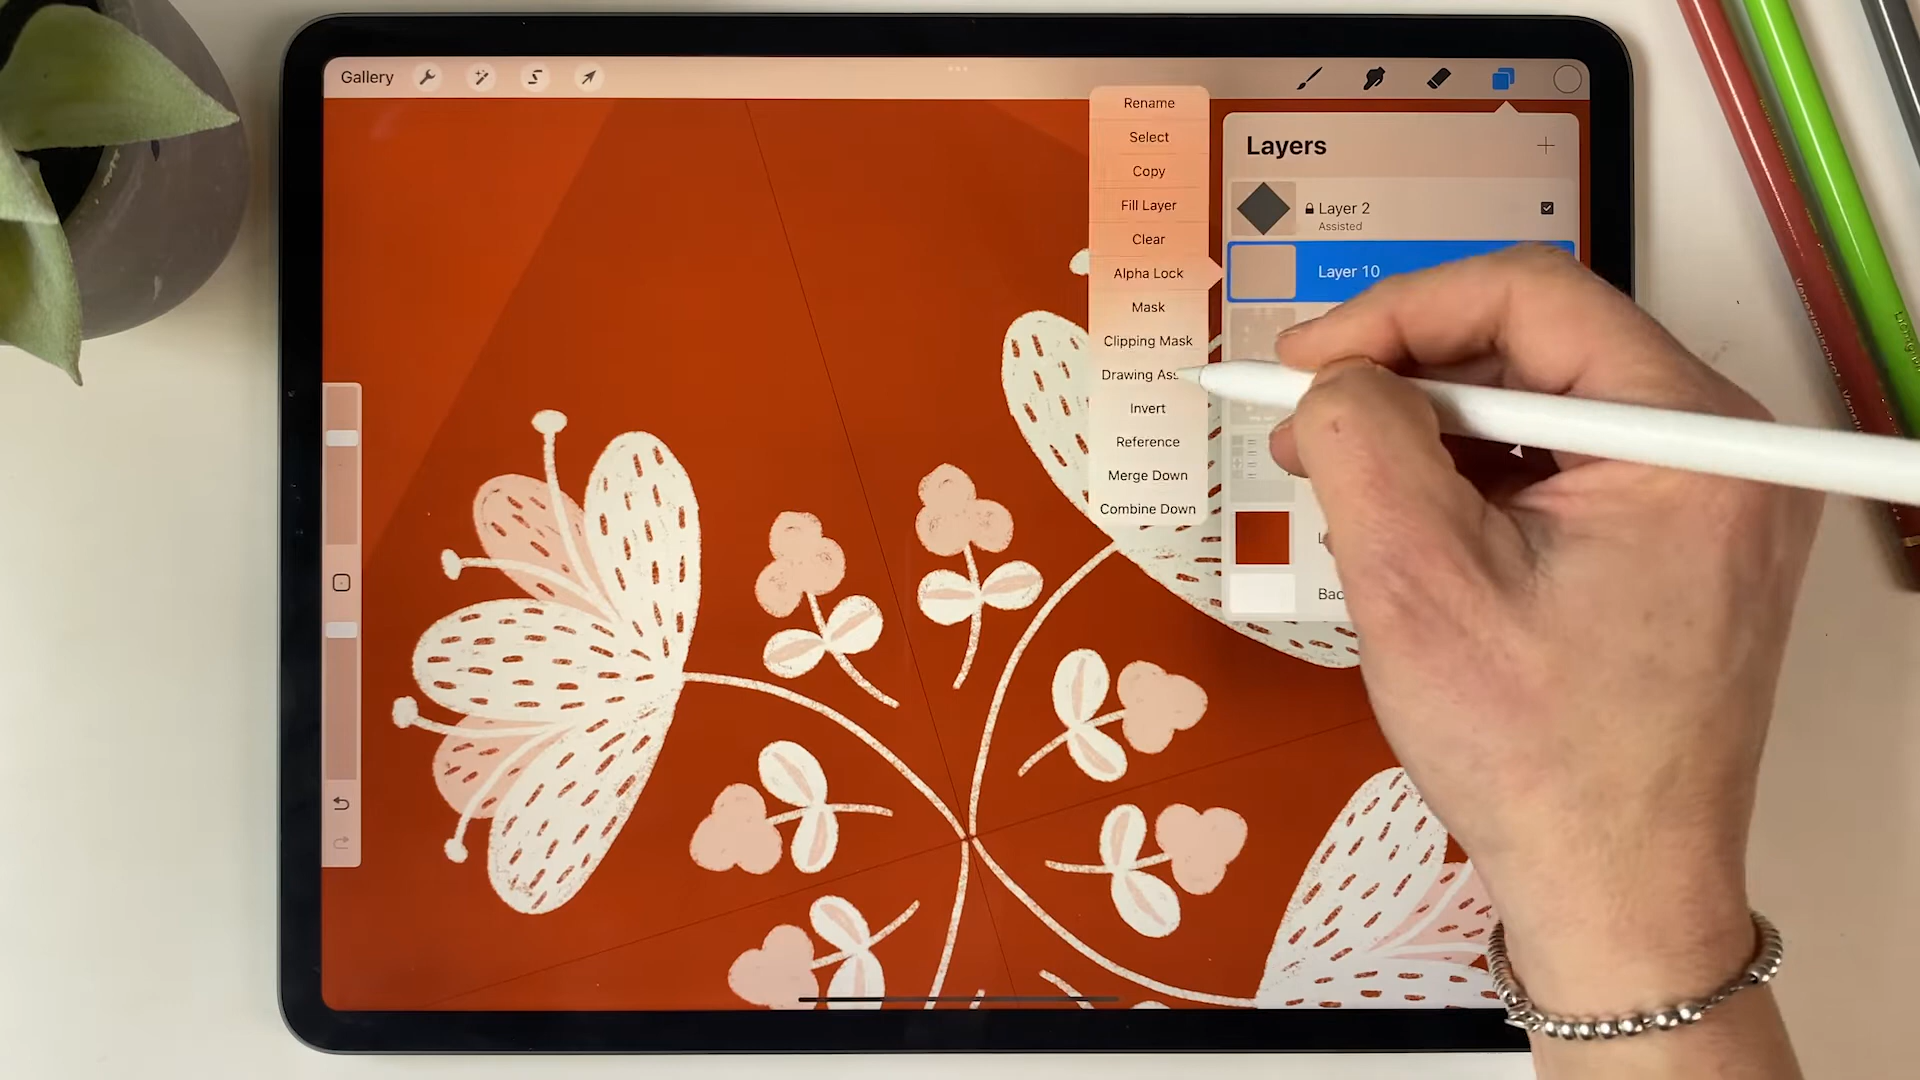 Gallery
Rename
Select
Copy
Fill Layer
Clear
Alpha Lock
Mask
Clipping Mask
Drawing Ass
Invert
Reference
Merge Down
Combine Down
Layers
Layer 2
Assisted
Layer 10
L
Bac